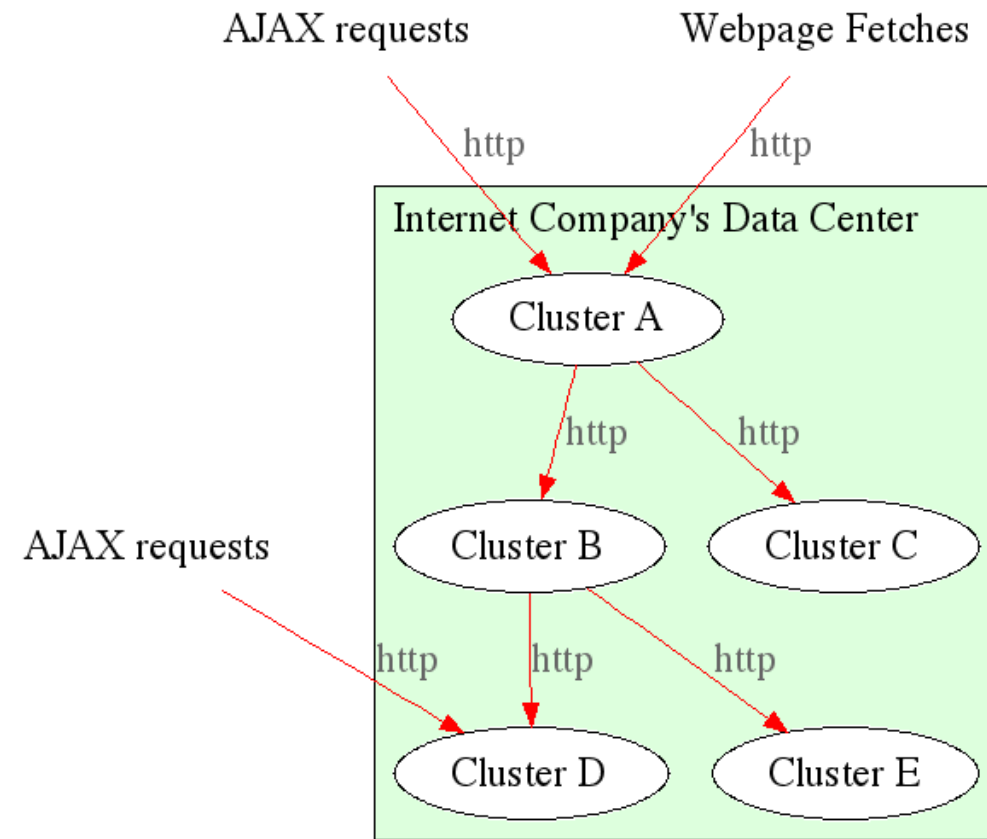 AJAX requests
Webpage Fetches
http
http
Internet Company's Data Center
Cluster A
http
http
Cluster B
Cluster C
AJAX requests
http
http
http
Cluster D
Cluster E